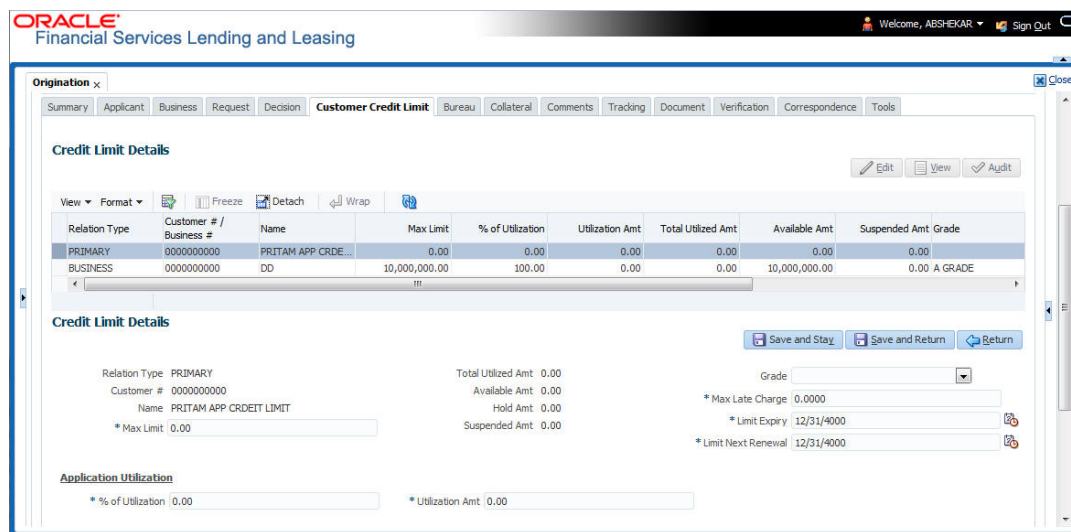 ORACLE
Welcome, ABSHEKAR Sign Out
Financial Services Lending and Leasing
Origination Close
Summary Applicant Business Request Decision Customer Credit Limit Bureau Collateral Comments Tracking Document Verification Correspondence Tools
Credit Limit Details
Edit View Audit
View Format Freeze Detach Wrap
Relation Type Customer # / Business # Name Max Limit % of Utilization Utilization Amt Total Utilized Amt Available Amt Suspended Amt Grade
PRIMARY 0000000000 PRITAM APP CRDE... 0.00 0.00 0.00 0.00 0.00 0.00
BUSINESS 0000000000 DD 10,000,000.00 100.00 0.00 0.00 10,000,000.00 0.00 A GRADE
Credit Limit Details
Save and Stay Save and Return Return
Relation Type PRIMARY Total Utilized Amt 0.00 Grade
Customer # 0000000000 Available Amt 0.00 * Max Late Charge 0.0000
Name PRITAM APP CRDEIT LIMIT Hold Amt 0.00 * Limit Expiry 12/31/4000
* Max Limit 0.00 Suspended Amt 0.00 * Limit Next Renewal 12/31/4000
Application Utilization
* % of Utilization 0.00 * Utilization Amt 0.00